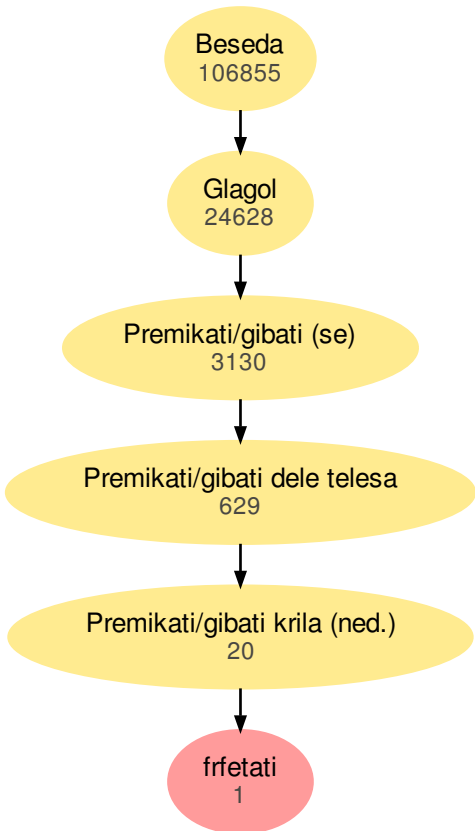 Beseda
106855
Glagol
24628
Premikati/gibati (se)
3130
Premikati/gibati dele telesa
629
Premikati/gibati krila (ned.)
20
frfetati
1